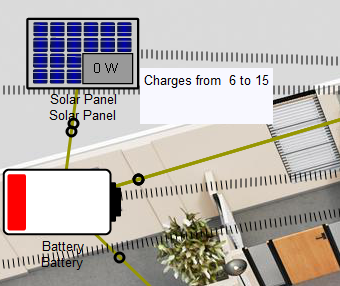 0 W
Charges from 6 to 15
Solar Panel
Solar Panel
Battery
Battery